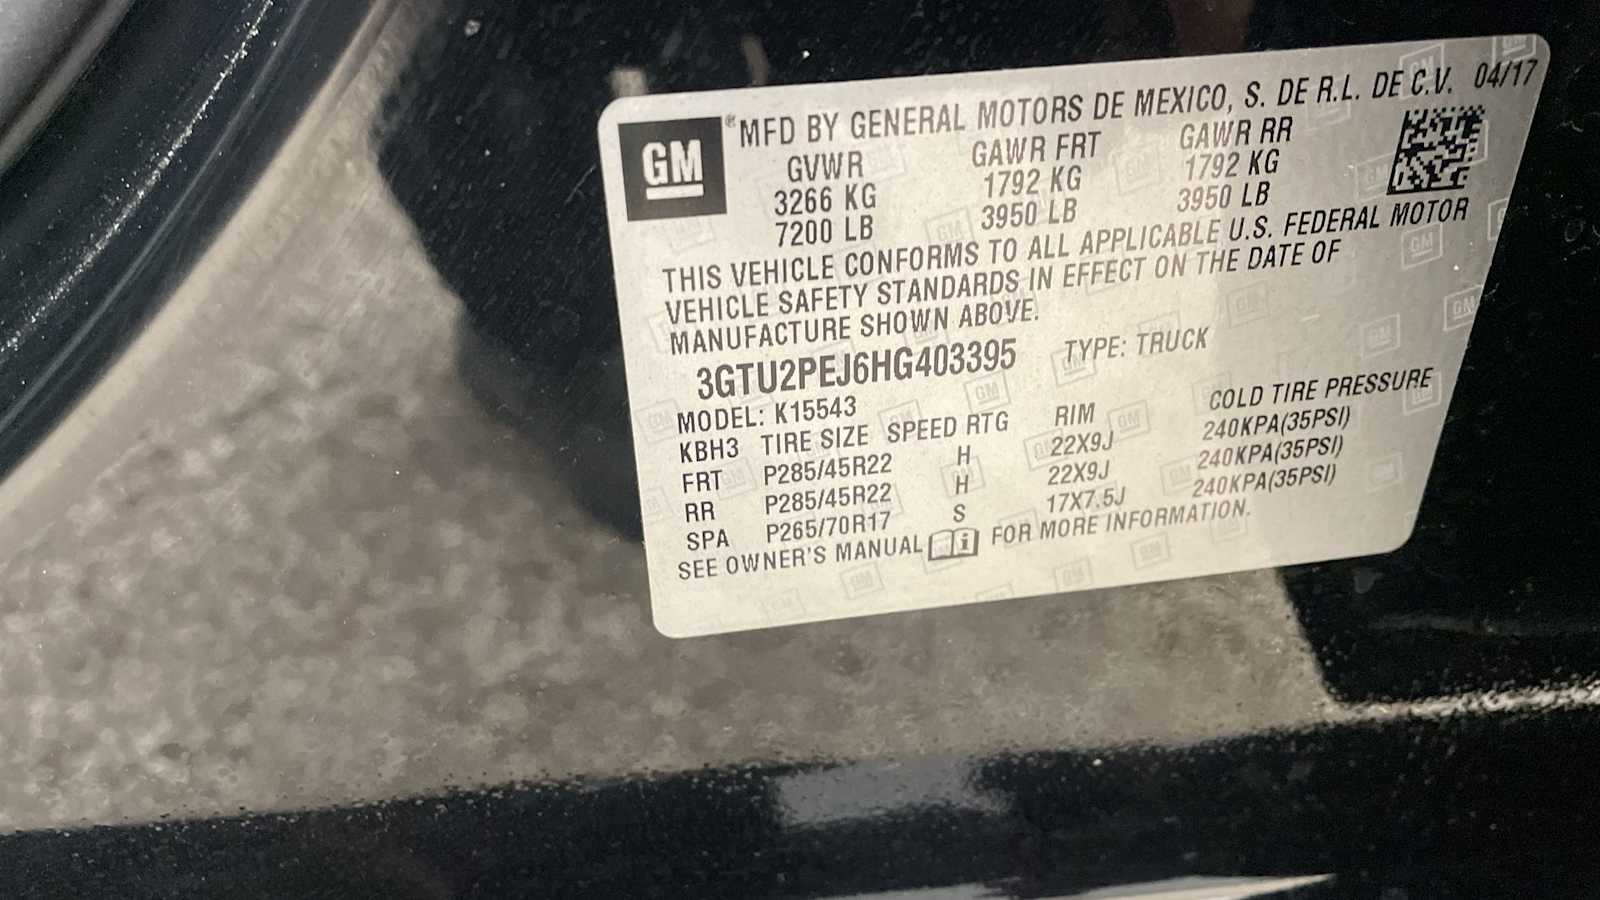 GM
® MFD BY GENERAL MOTORS DE MEXICO, S. DE R.L. DE C.V. 04/17
GVWR GAWR FRT GAWR RR
3266 KG 1792 KG 1792 KG
7200 LB 3950 LB 3950 LB
THIS VEHICLE CONFORMS TO ALL APPLICABLE U.S. FEDERAL MOTOR
VEHICLE SAFETY STANDARDS IN EFFECT ON THE DATE OF
MANUFACTURE SHOWN ABOVE.
3GTU2PEJ6HG403395 TYPE: TRUCK
MODEL: K15543
KBH3 TIRE SIZE SPEED RTG RIM COLD TIRE PRESSURE
FRT P285/45R22 H 22X9J 240KPA(35PSI)
RR P285/45R22 H 22X9J 240KPA(35PSI)
SPA P265/70R17 S 17X7.5J 240KPA(35PSI)
SEE OWNER'S MANUAL i FOR MORE INFORMATION.